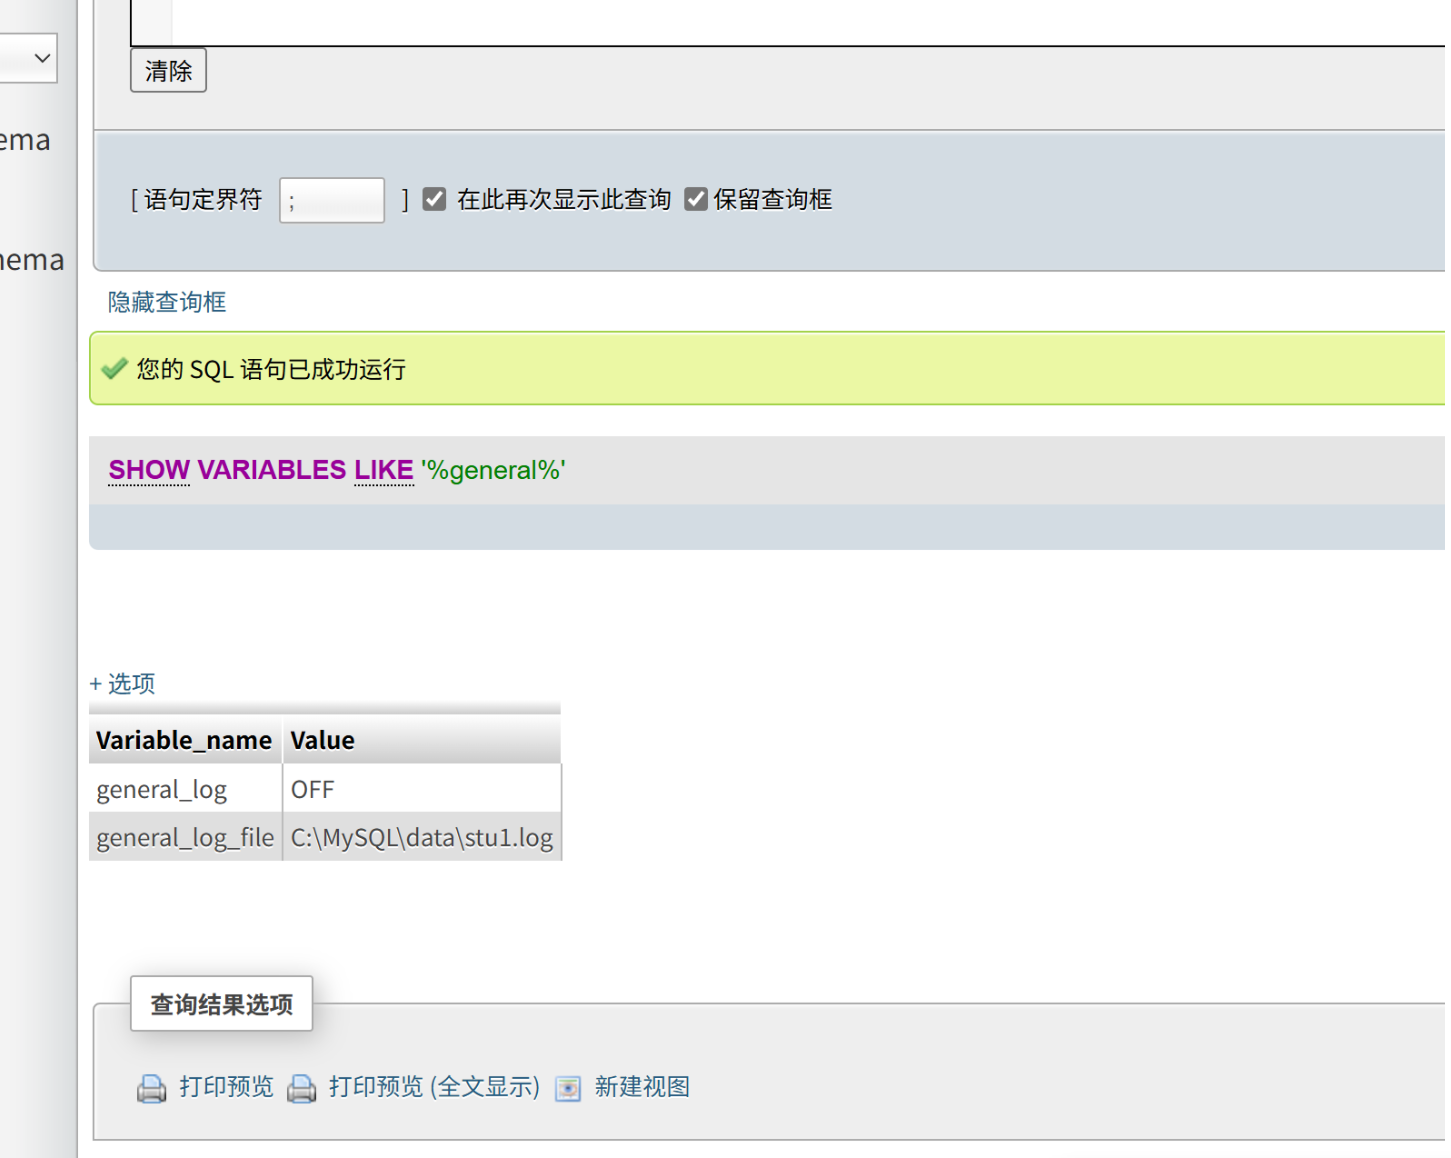 清除
ema
[ 语句定界符 ; ] 在此再次显示此查询 保留查询框
hema
隐藏查询框
您的 SQL 语句已成功运行
SHOW VARIABLES LIKE '%general%'
+ 选项
Variable_name Value
general_log OFF
general_log_file C:\MySQL\data\stu1.log
查询结果选项
打印预览 打印预览 (全文显示) 新建视图